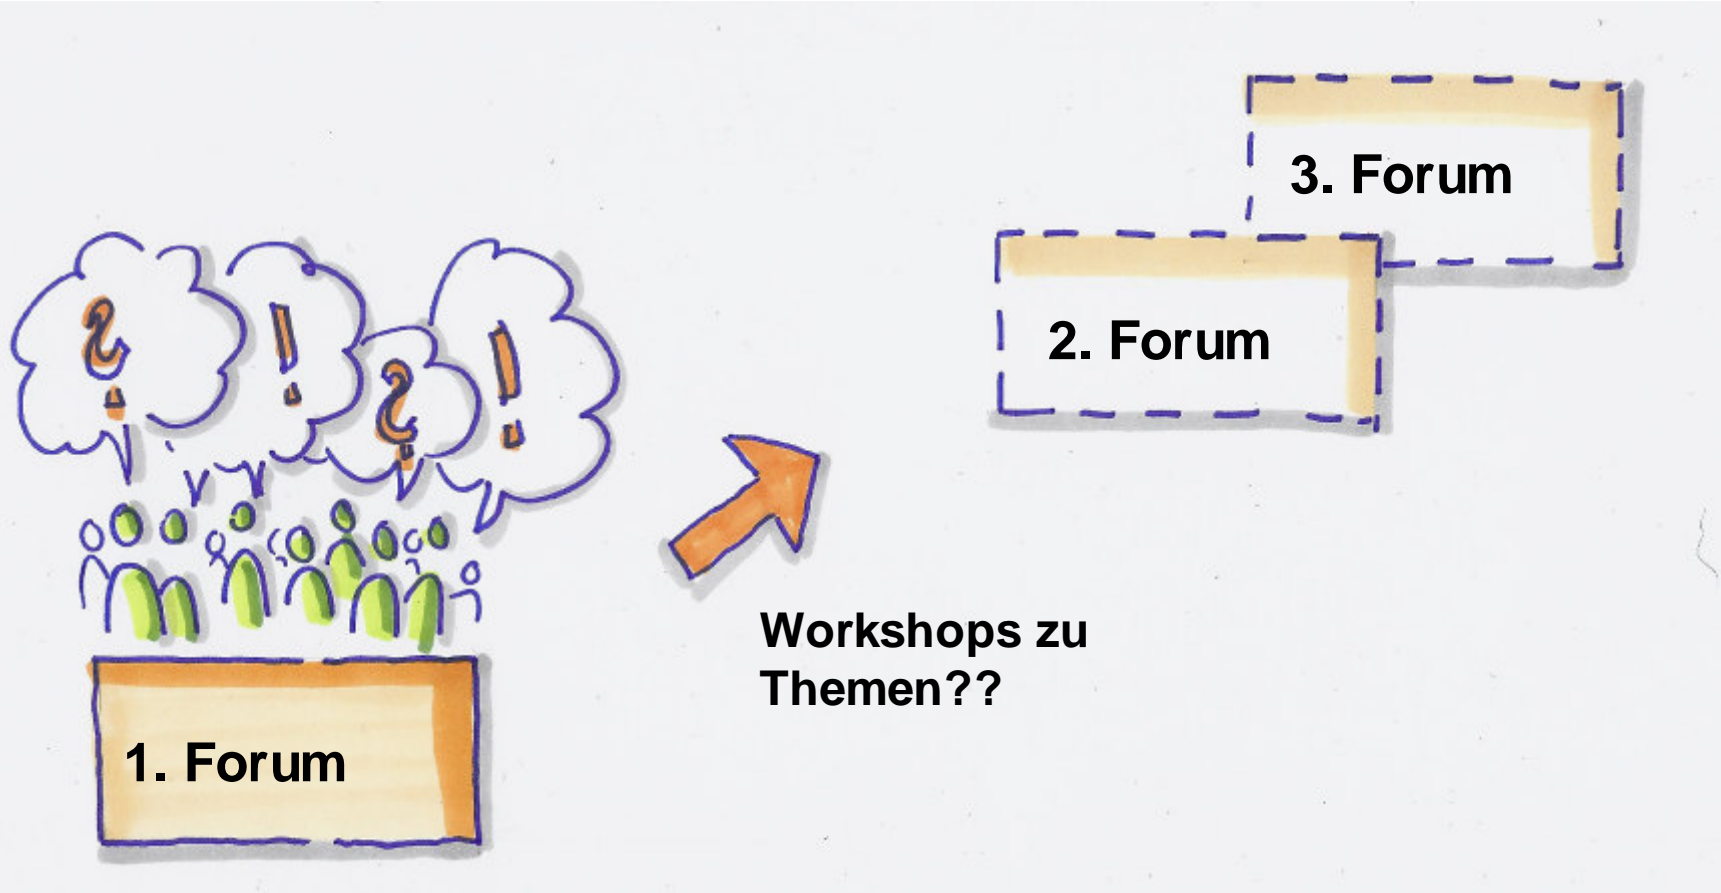 3. Forum
2. Forum
? ! ? !
Workshops zu
Themen??
1. Forum